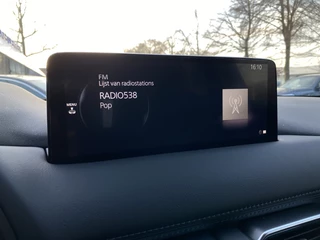 16:10
FM
Lijst van radiostations
RADIO538
MENU
Pop